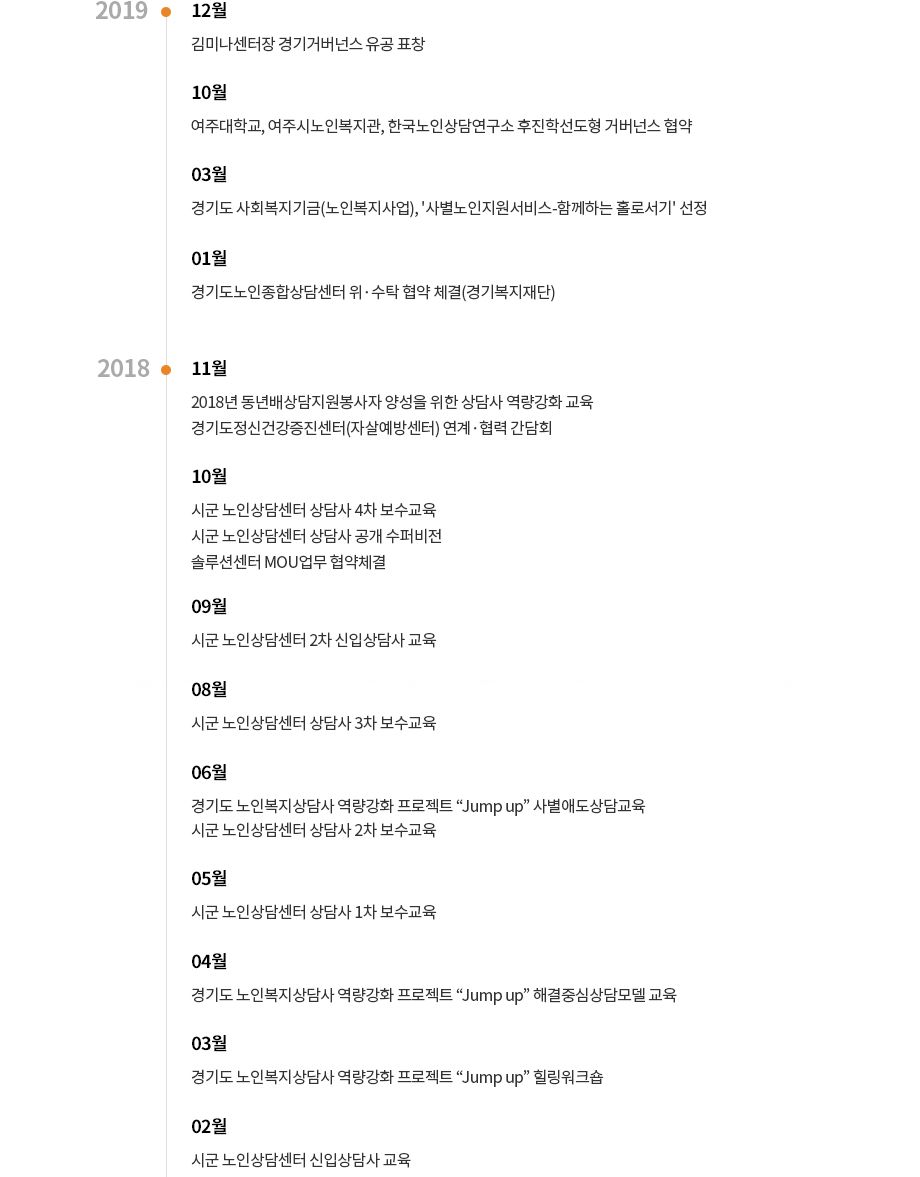 2019 12월
김미나센터장 경기거버넌스 유공 표창
10월
여주대학교, 여주시노인복지관, 한국노인상담연구소 후진학선도형 거버넌스 협약
03월
경기도 사회복지기금(노인복지사업), '사별노인지원서비스-함께하는 홀로서기' 선정
01월
경기도노인종합상담센터 위·수탁 협약 체결(경기복지재단)
2018 11월
2018년 동년배상담지원봉사자 양성을 위한 상담사 역량강화 교육
경기도정신건강증진센터(자살예방센터) 연계·협력 간담회
10월
시군 노인상담센터 상담사 4차 보수교육
시군 노인상담센터 상담사 공개 수퍼비전
솔루션센터 MOU업무 협약체결
09월
시군 노인상담센터 2차 신입상담사 교육
08월
시군 노인상담센터 상담사 3차 보수교육
06월
경기도 노인복지상담사 역량강화 프로젝트 “Jump up” 사별애도상담교육
시군 노인상담센터 상담사 2차 보수교육
05월
시군 노인상담센터 상담사 1차 보수교육
04월
경기도 노인복지상담사 역량강화 프로젝트 “Jump up” 해결중심상담모델 교육
03월
경기도 노인복지상담사 역량강화 프로젝트 “Jump up” 힐링워크숍
02월
시군 노인상담센터 신입상담사 교육